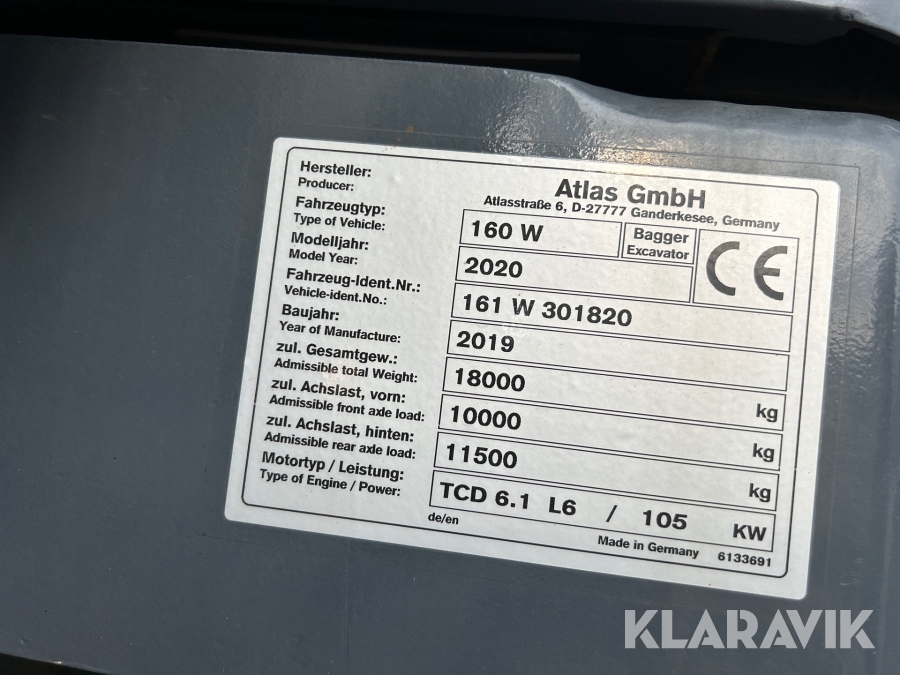 Hersteller:
Producer:
Atlas GmbH
Atlasstraße 6, D-27777 Ganderkesee, Germany
Fahrzeugtyp:
Type of Vehicle:
160 W
Bagger
Excavator
CE
Modelljahr:
Model Year:
2020
Fahrzeug-Ident.Nr.:
Vehicle-ident.No.:
161 W 301820
Baujahr:
Year of Manufacture:
2019
zul. Gesamtgew.:
Admissible total Weight:
18000 kg
zul. Achslast, vorn:
Admissible front axle load:
10000 kg
zul. Achslast, hinten:
Admissible rear axle load:
11500 kg
Motortyp / Leistung:
Type of Engine / Power:
TCD 6.1 L6 / 105 KW
de/en
Made in Germany 6133691
KLARAVIK